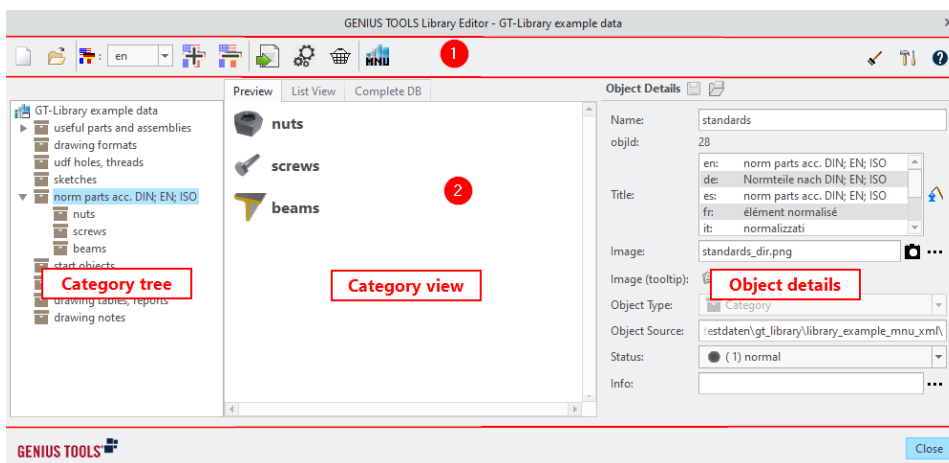 GENIUS TOOLS Library Editor - GT-Library example data
: en
MNU
1
?
GT-Library example data
useful parts and assemblies
drawing formats
udf holes, threads
sketches
norm parts acc. DIN; EN; ISO
nuts
screws
beams
start objects
Category tree
drawing tables, reports
drawing notes
Preview List View Complete DB
nuts
screws
2
beams
Category view
Object Details
Name: standards
objId: 28
Title:
en: norm parts acc. DIN; EN; ISO
de: Normteile nach DIN; EN; ISO
es: norm parts acc. DIN; EN; ISO
fr: élément normalisé
it: normalizzati
Image: standards_dir.png
Image (tooltip):
Object details
Object Type: Category
Object Source: testdaten\gt_library\library_example_mnu_xml\
Status: ( 1) normal
Info:
GENIUS TOOLS
Close